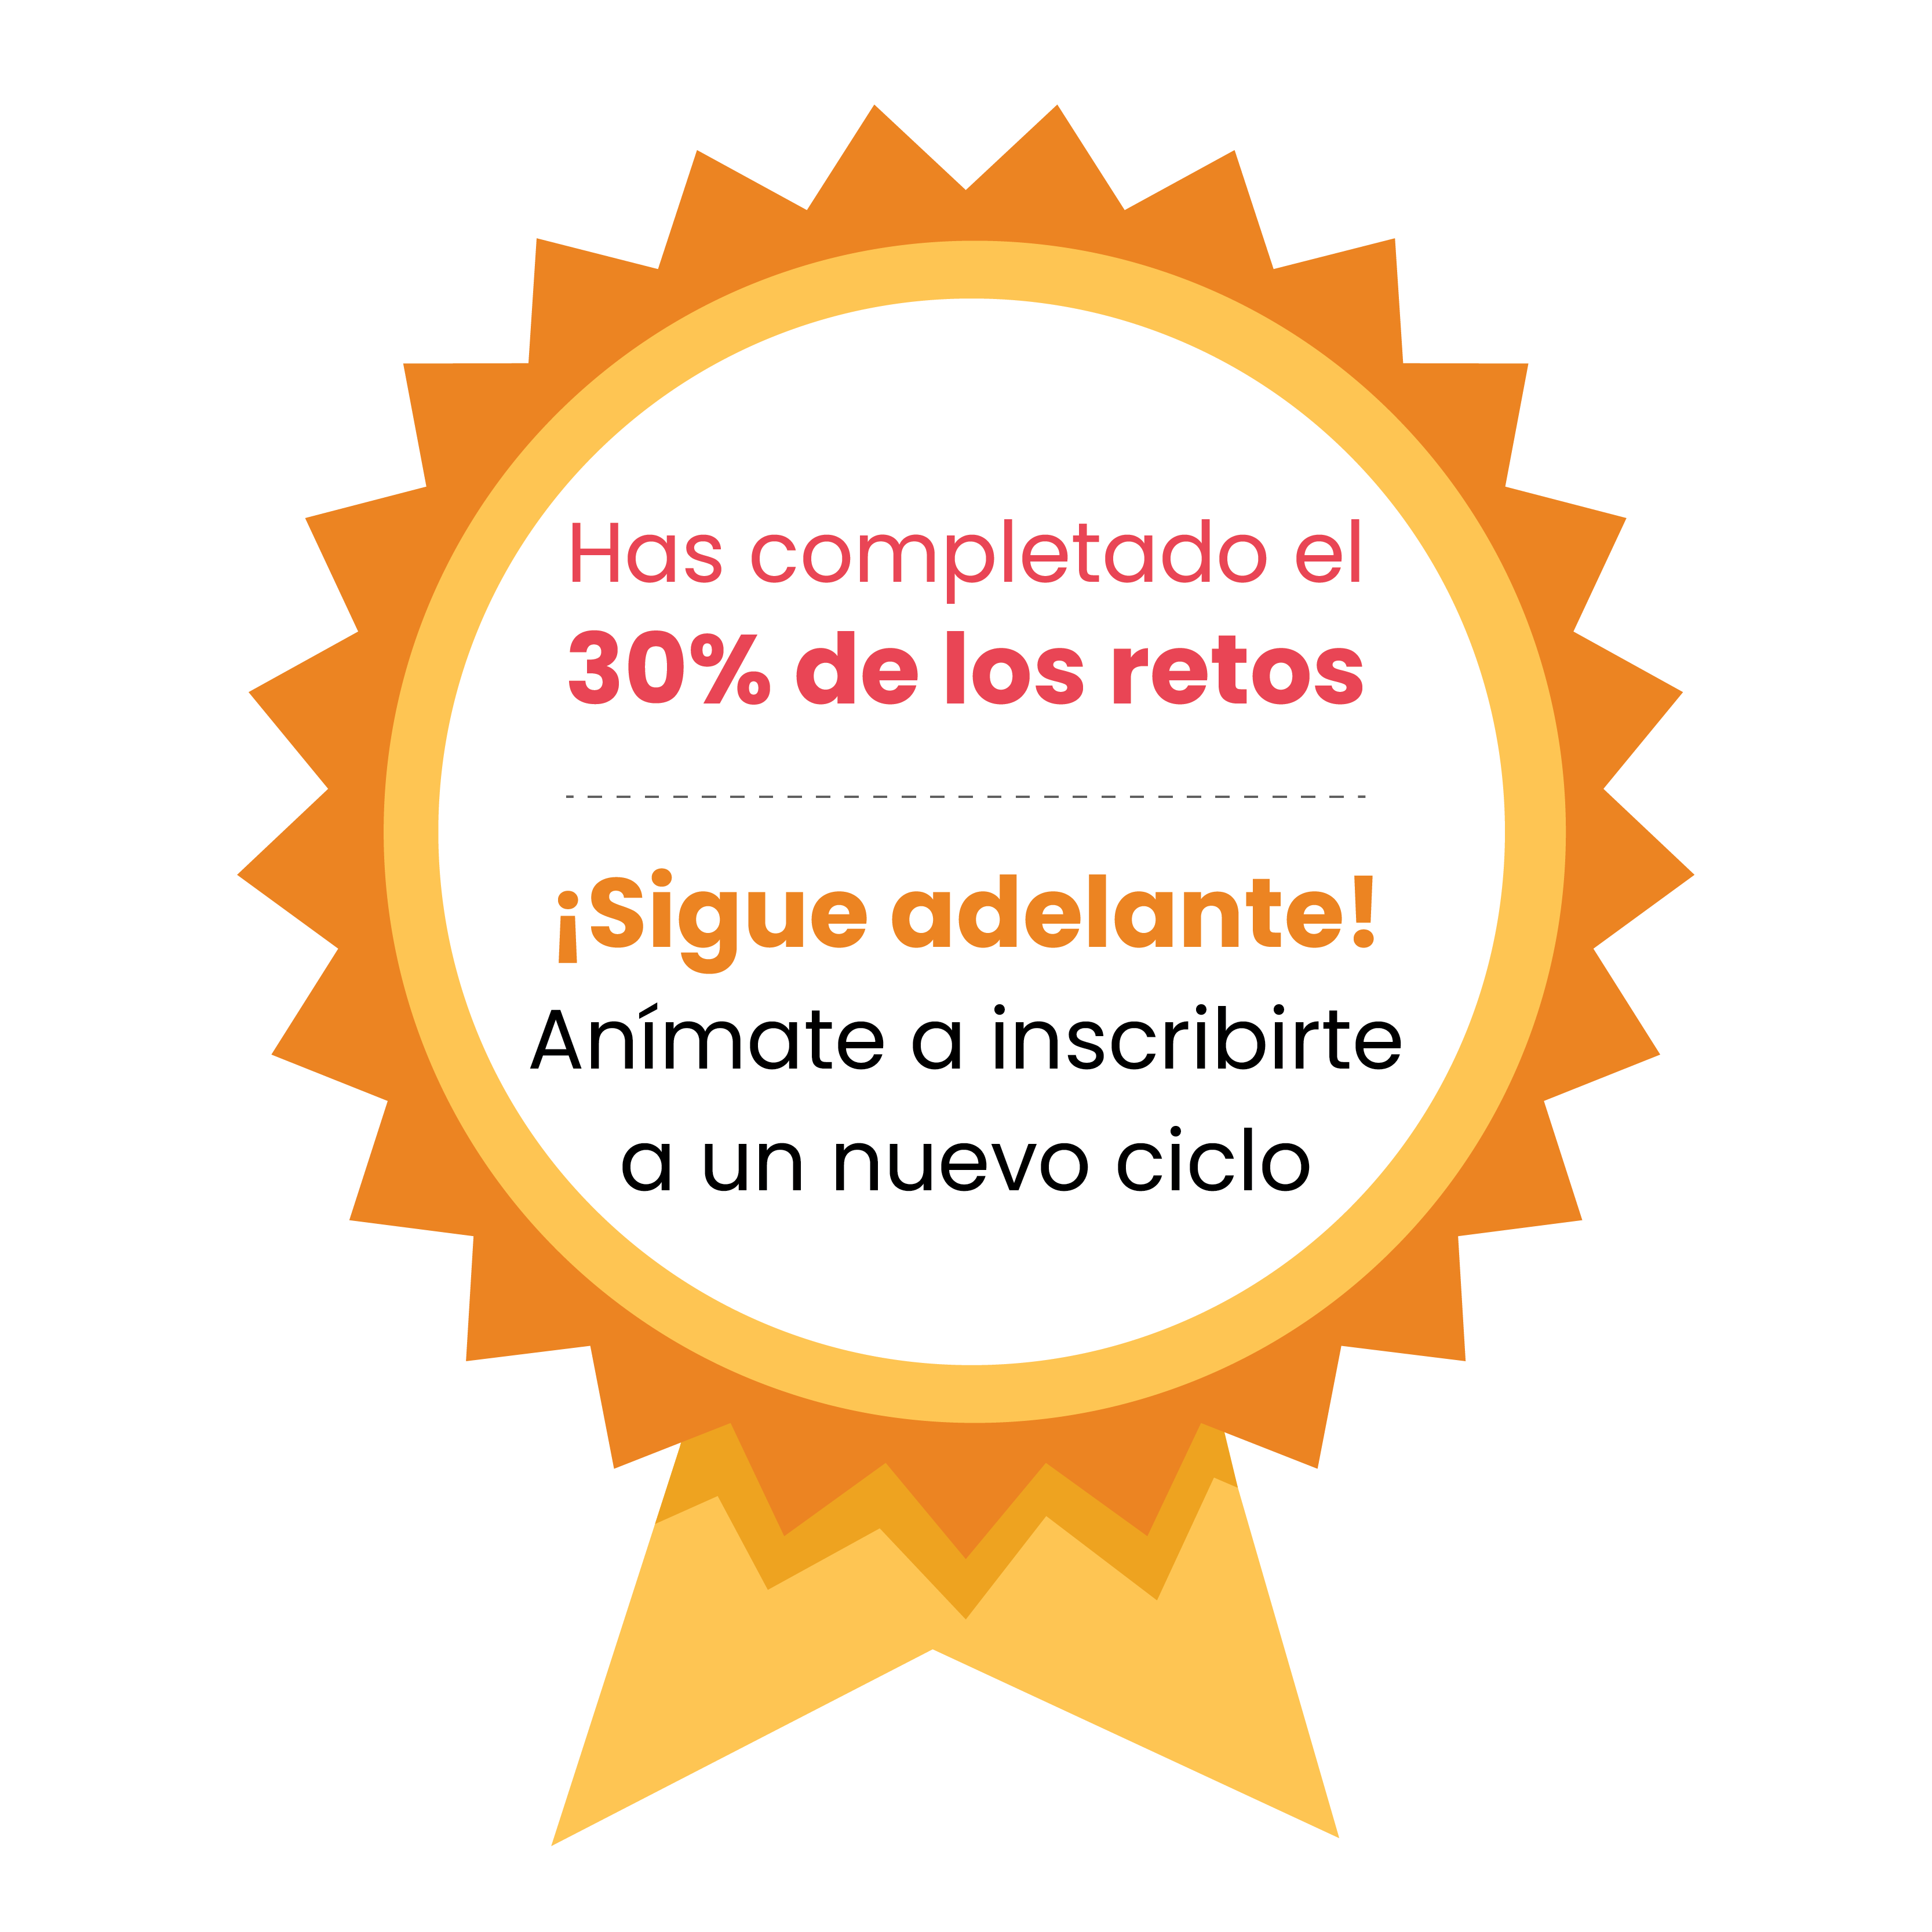 Has completado el
30% de los retos
¡Sigue adelante!
Anímate a inscribirte
a un nuevo ciclo